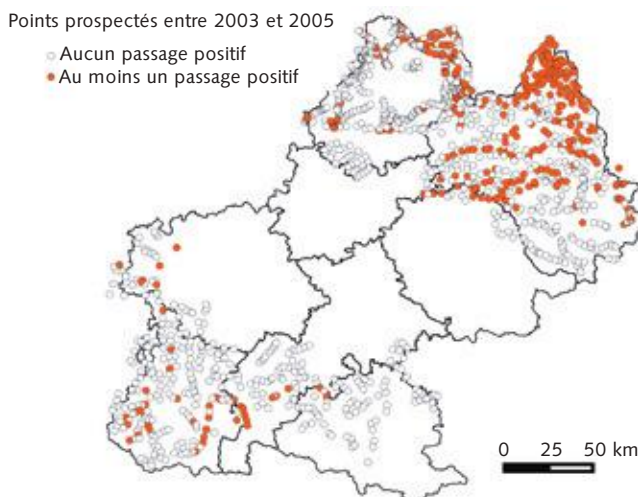 Points prospectés entre 2003 et 2005
Aucun passage positif
Au moins un passage positif
0 25 50 km